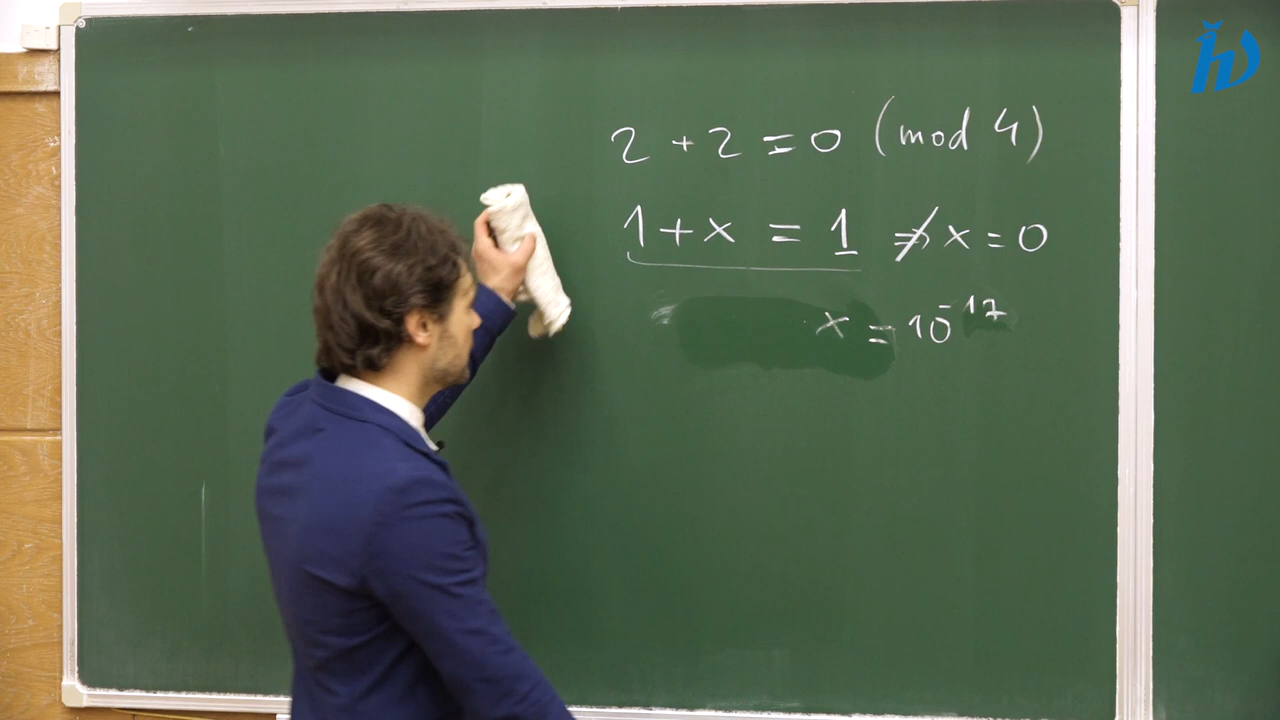 2 + 2 = 0 (mod 4)
1 + x = 1 ⇏ x = 0
x = 10^-17